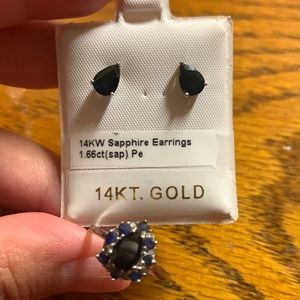 14KW Sapphire Earrings
1.66ct(sap) Pe
14KT. GOLD